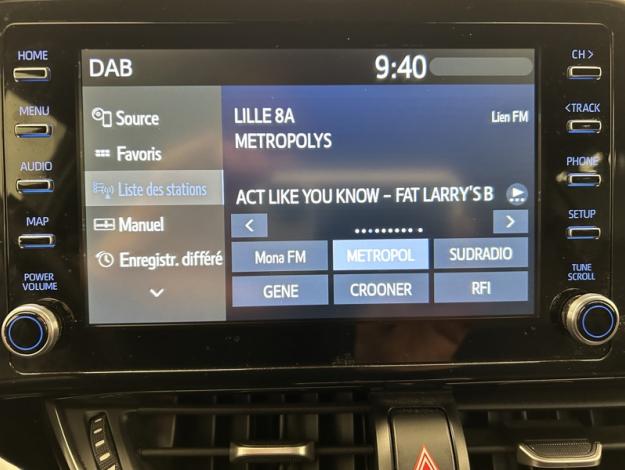 DAB 9:40
HOME
MENU
AUDIO
MAP
POWER
VOLUME
Source
Favoris
Liste des stations
Manuel
Enregistr. différé
LILLE 8A
Lien FM
METROPOLYS
ACT LIKE YOU KNOW – FAT LARRY'S B
<
>
Mona FM METROPOL SUDRADIO
GENE CROONER RFI
CH >
< TRACK
PHONE
SETUP
TUNE
SCROLL